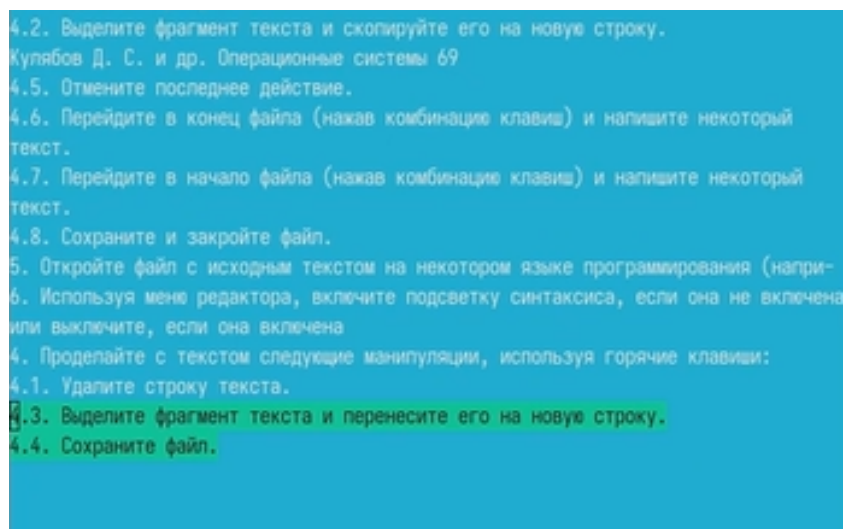 4.2. Выделите фрагмент текста и скопируйте его на новую строку.
Кулябов Д. С. и др. Операционные системы 69
4.5. Отмените последнее действие.
4.6. Перейдите в конец файла (нажав комбинацию клавиш) и напишите некоторый
текст.
4.7. Перейдите в начало файла (нажав комбинацию клавиш) и напишите некоторый
текст.
4.8. Сохраните и закройте файл.
5. Откройте файл с исходным текстом на некотором языке программирования (напри-
6. Используя меню редактора, включите подсветку синтаксиса, если она не включена
или выключите, если она включена
4. Проделайте с текстом следующие манипуляции, используя горячие клавиши:
4.1. Удалите строку текста.
4.3. Выделите фрагмент текста и перенесите его на новую строку.
4.4. Сохраните файл.